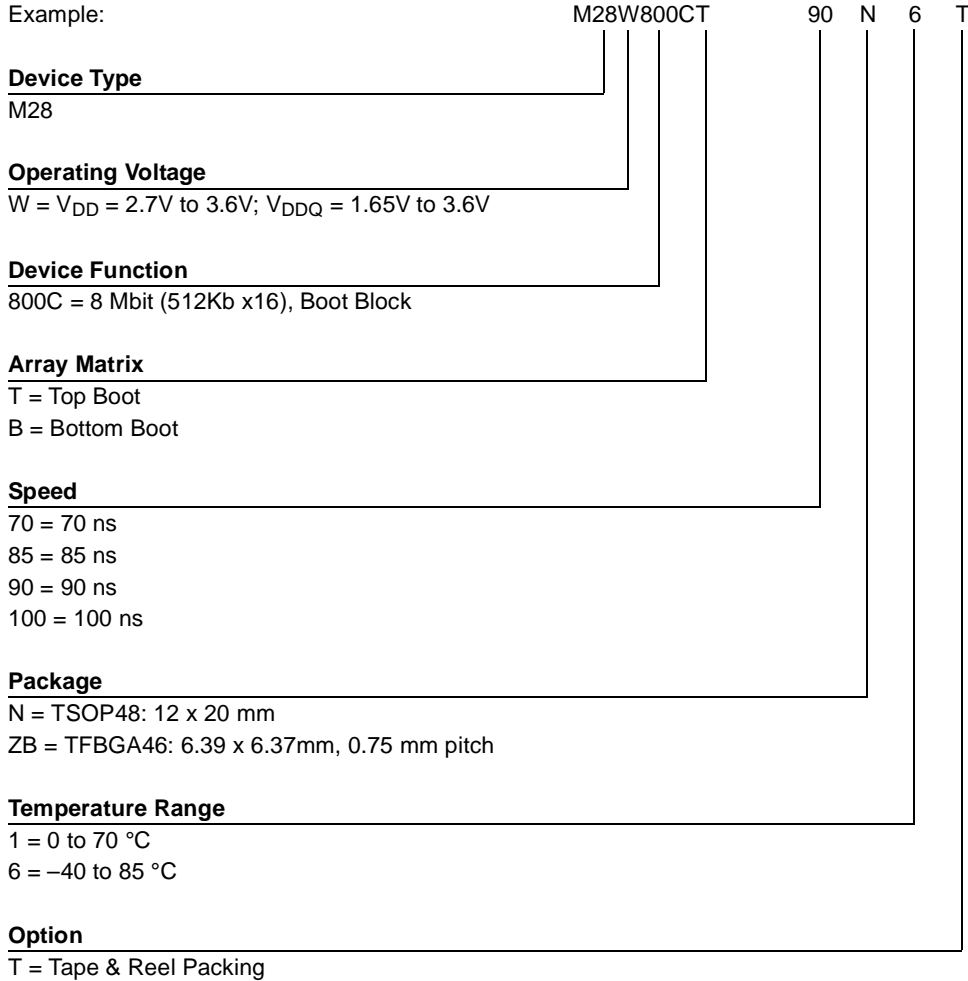 Example: M28W800CT 90 N 6 T
Device Type
M28
Operating Voltage
W = VDD = 2.7V to 3.6V; VDDQ = 1.65V to 3.6V
Device Function
800C = 8 Mbit (512Kb x16), Boot Block
Array Matrix
T = Top Boot
B = Bottom Boot
Speed
70 = 70 ns
85 = 85 ns
90 = 90 ns
100 = 100 ns
Package
N = TSOP48: 12 x 20 mm
ZB = TFBGA46: 6.39 x 6.37mm, 0.75 mm pitch
Temperature Range
1 = 0 to 70 °C
6 = –40 to 85 °C
Option
T = Tape & Reel Packing